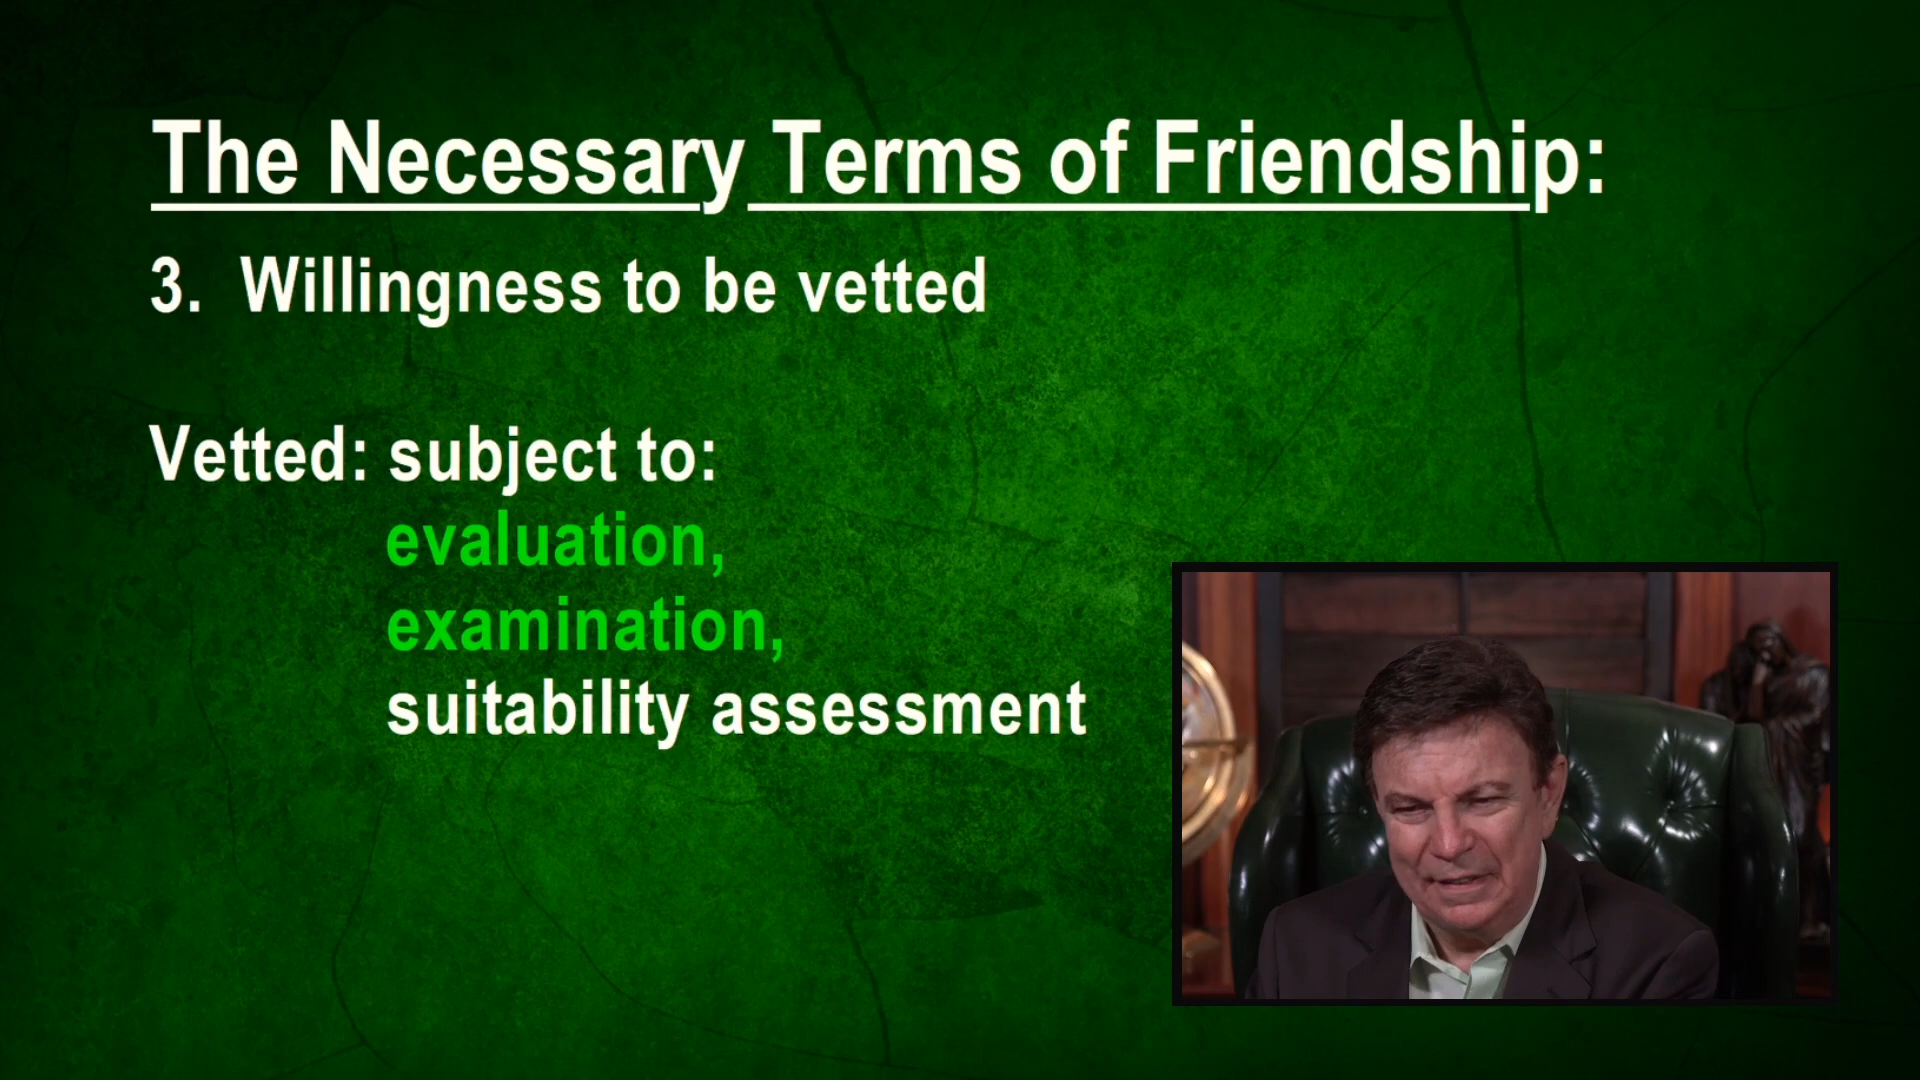 The Necessary Terms of Friendship:
3. Willingness to be vetted
Vetted: subject to:
evaluation,
examination,
suitability assessment